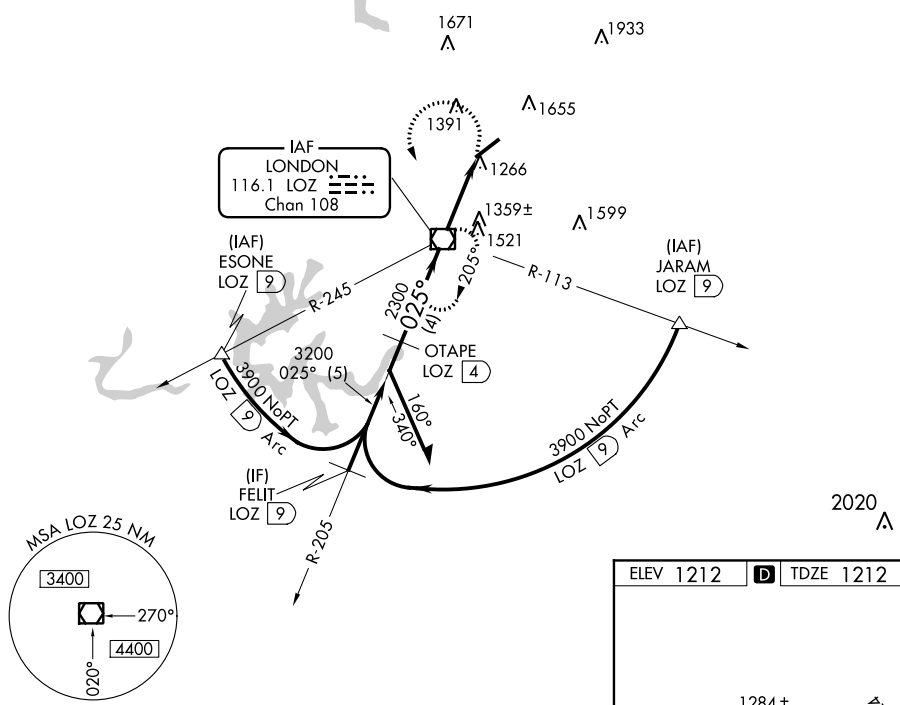 1671
1933
1391
1655
IAF
LONDON
116.1 LOZ
Chan 108
1266
1359±
1599
1521
(IAF)
ESONE
LOZ 9
(IAF)
JARAM
LOZ 9
R-245
205°
R-113
2300
025°
(4)
OTAPE
LOZ 4
3200
025° (5)
3900 NoPT
LOZ 9 Arc
160°
340°
3900 NoPT
LOZ 9 Arc
(IF)
FELIT
LOZ 9
R-205
2020
MSA LOZ 25 NM
3400
270°
4400
020°
ELEV 1212 D TDZE 1212
1284±